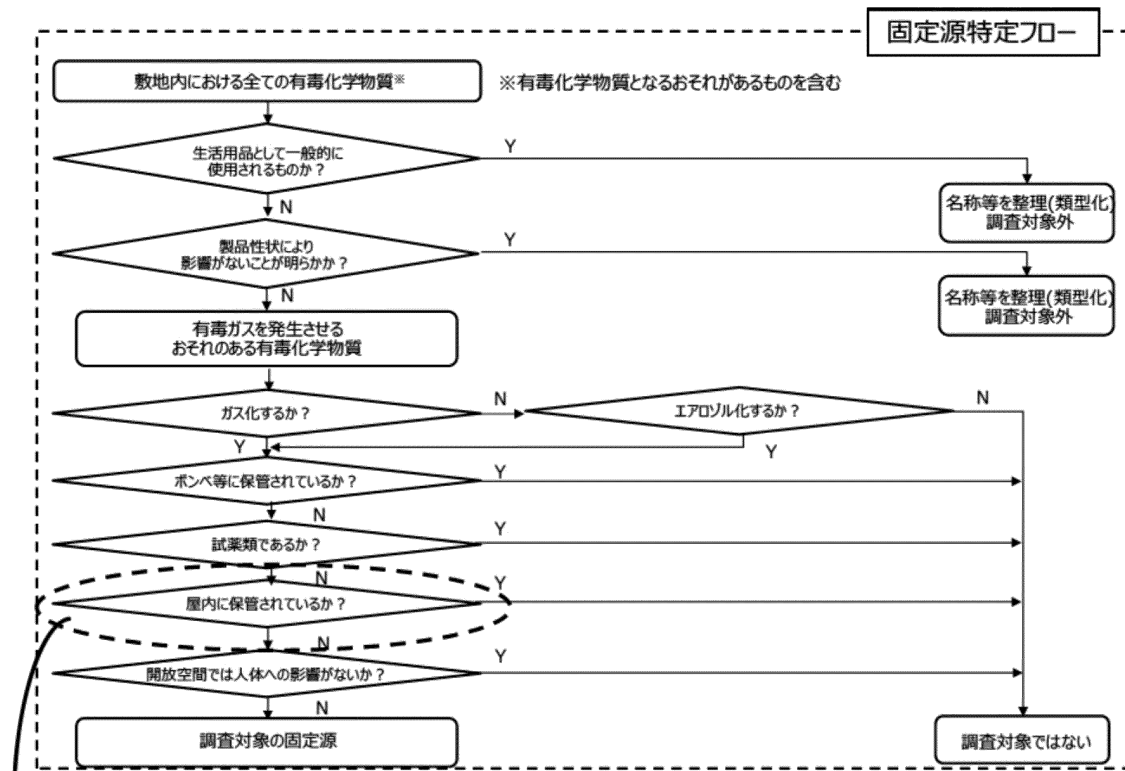 固定源特定フロー
敷地内における全ての有毒化学物質※
※有毒化学物質となるおそれがあるものを含む
生活用品として一般的に
使用されるものか？
Y
N
名称等を整理(類型化)
調査対象外
製品性状により
影響がないことが明らかか？
Y
N
名称等を整理(類型化)
調査対象外
有毒ガスを発生させる
おそれのある有毒化学物質
ガス化するか？
N
エアロゾル化するか？
N
Y
Y
ボンベ等に保管されているか？
Y
N
試薬類であるか？
Y
N
屋内に保管されているか？
Y
N
開放空間では人体への影響がないか？
Y
N
調査対象の固定源
調査対象ではない